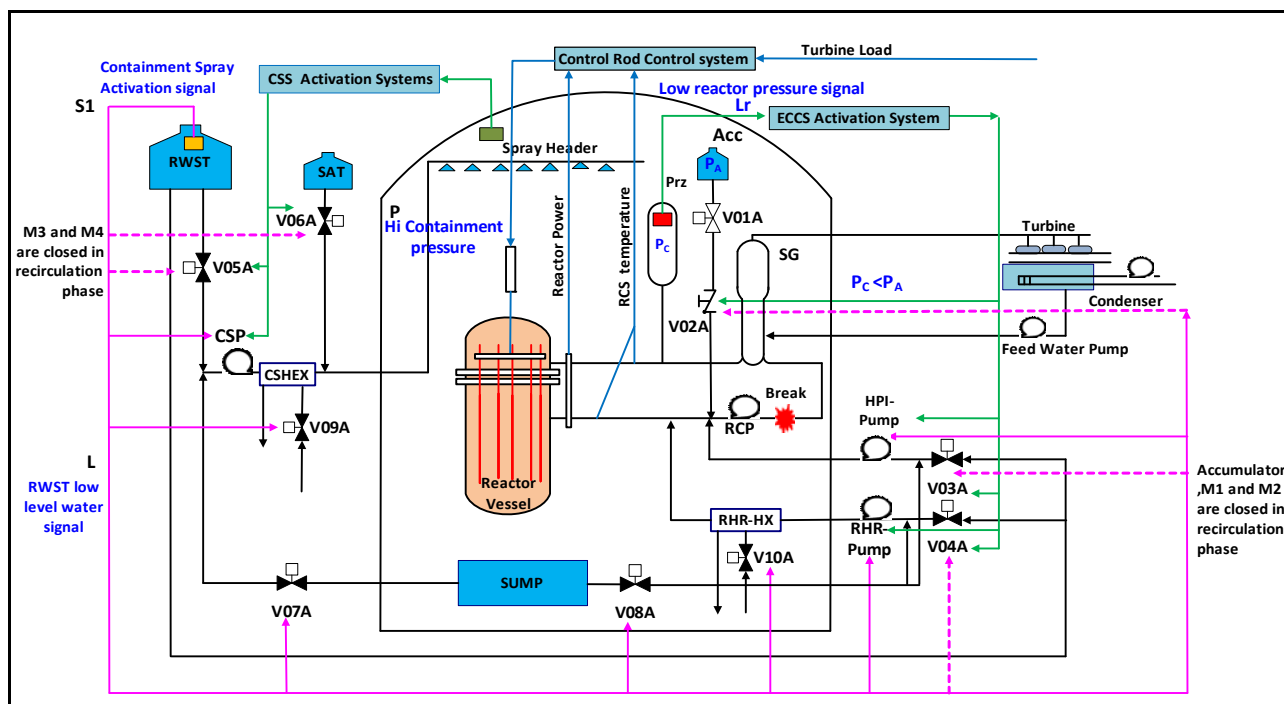 Control Rod Control system
Turbine Load
Containment Spray
Activation signal
CSS  Activation Systems
Low reactor pressure signal
Lr
S1
ECCS Activation System
RWST
SAT
Spray Header
Acc
P_A
Prz
V06A
P
Hi Containment
pressure
Reactor Power
RCS temperature
V01A
Turbine
M3 and M4
are closed in
recirculation
phase
V05A
P_C
SG
P_C <P_A
Condenser
V02A
CSP
Feed Water Pump
CSHEX
V09A
RCP
Break
HPI-
Pump
L
RWST low
level water
signal
Reactor
Vessel
V03A
Accumulator
,M1 and M2
are closed in
recirculation
phase
RHR-HX
RHR-
Pump
V04A
V10A
SUMP
V07A
V08A